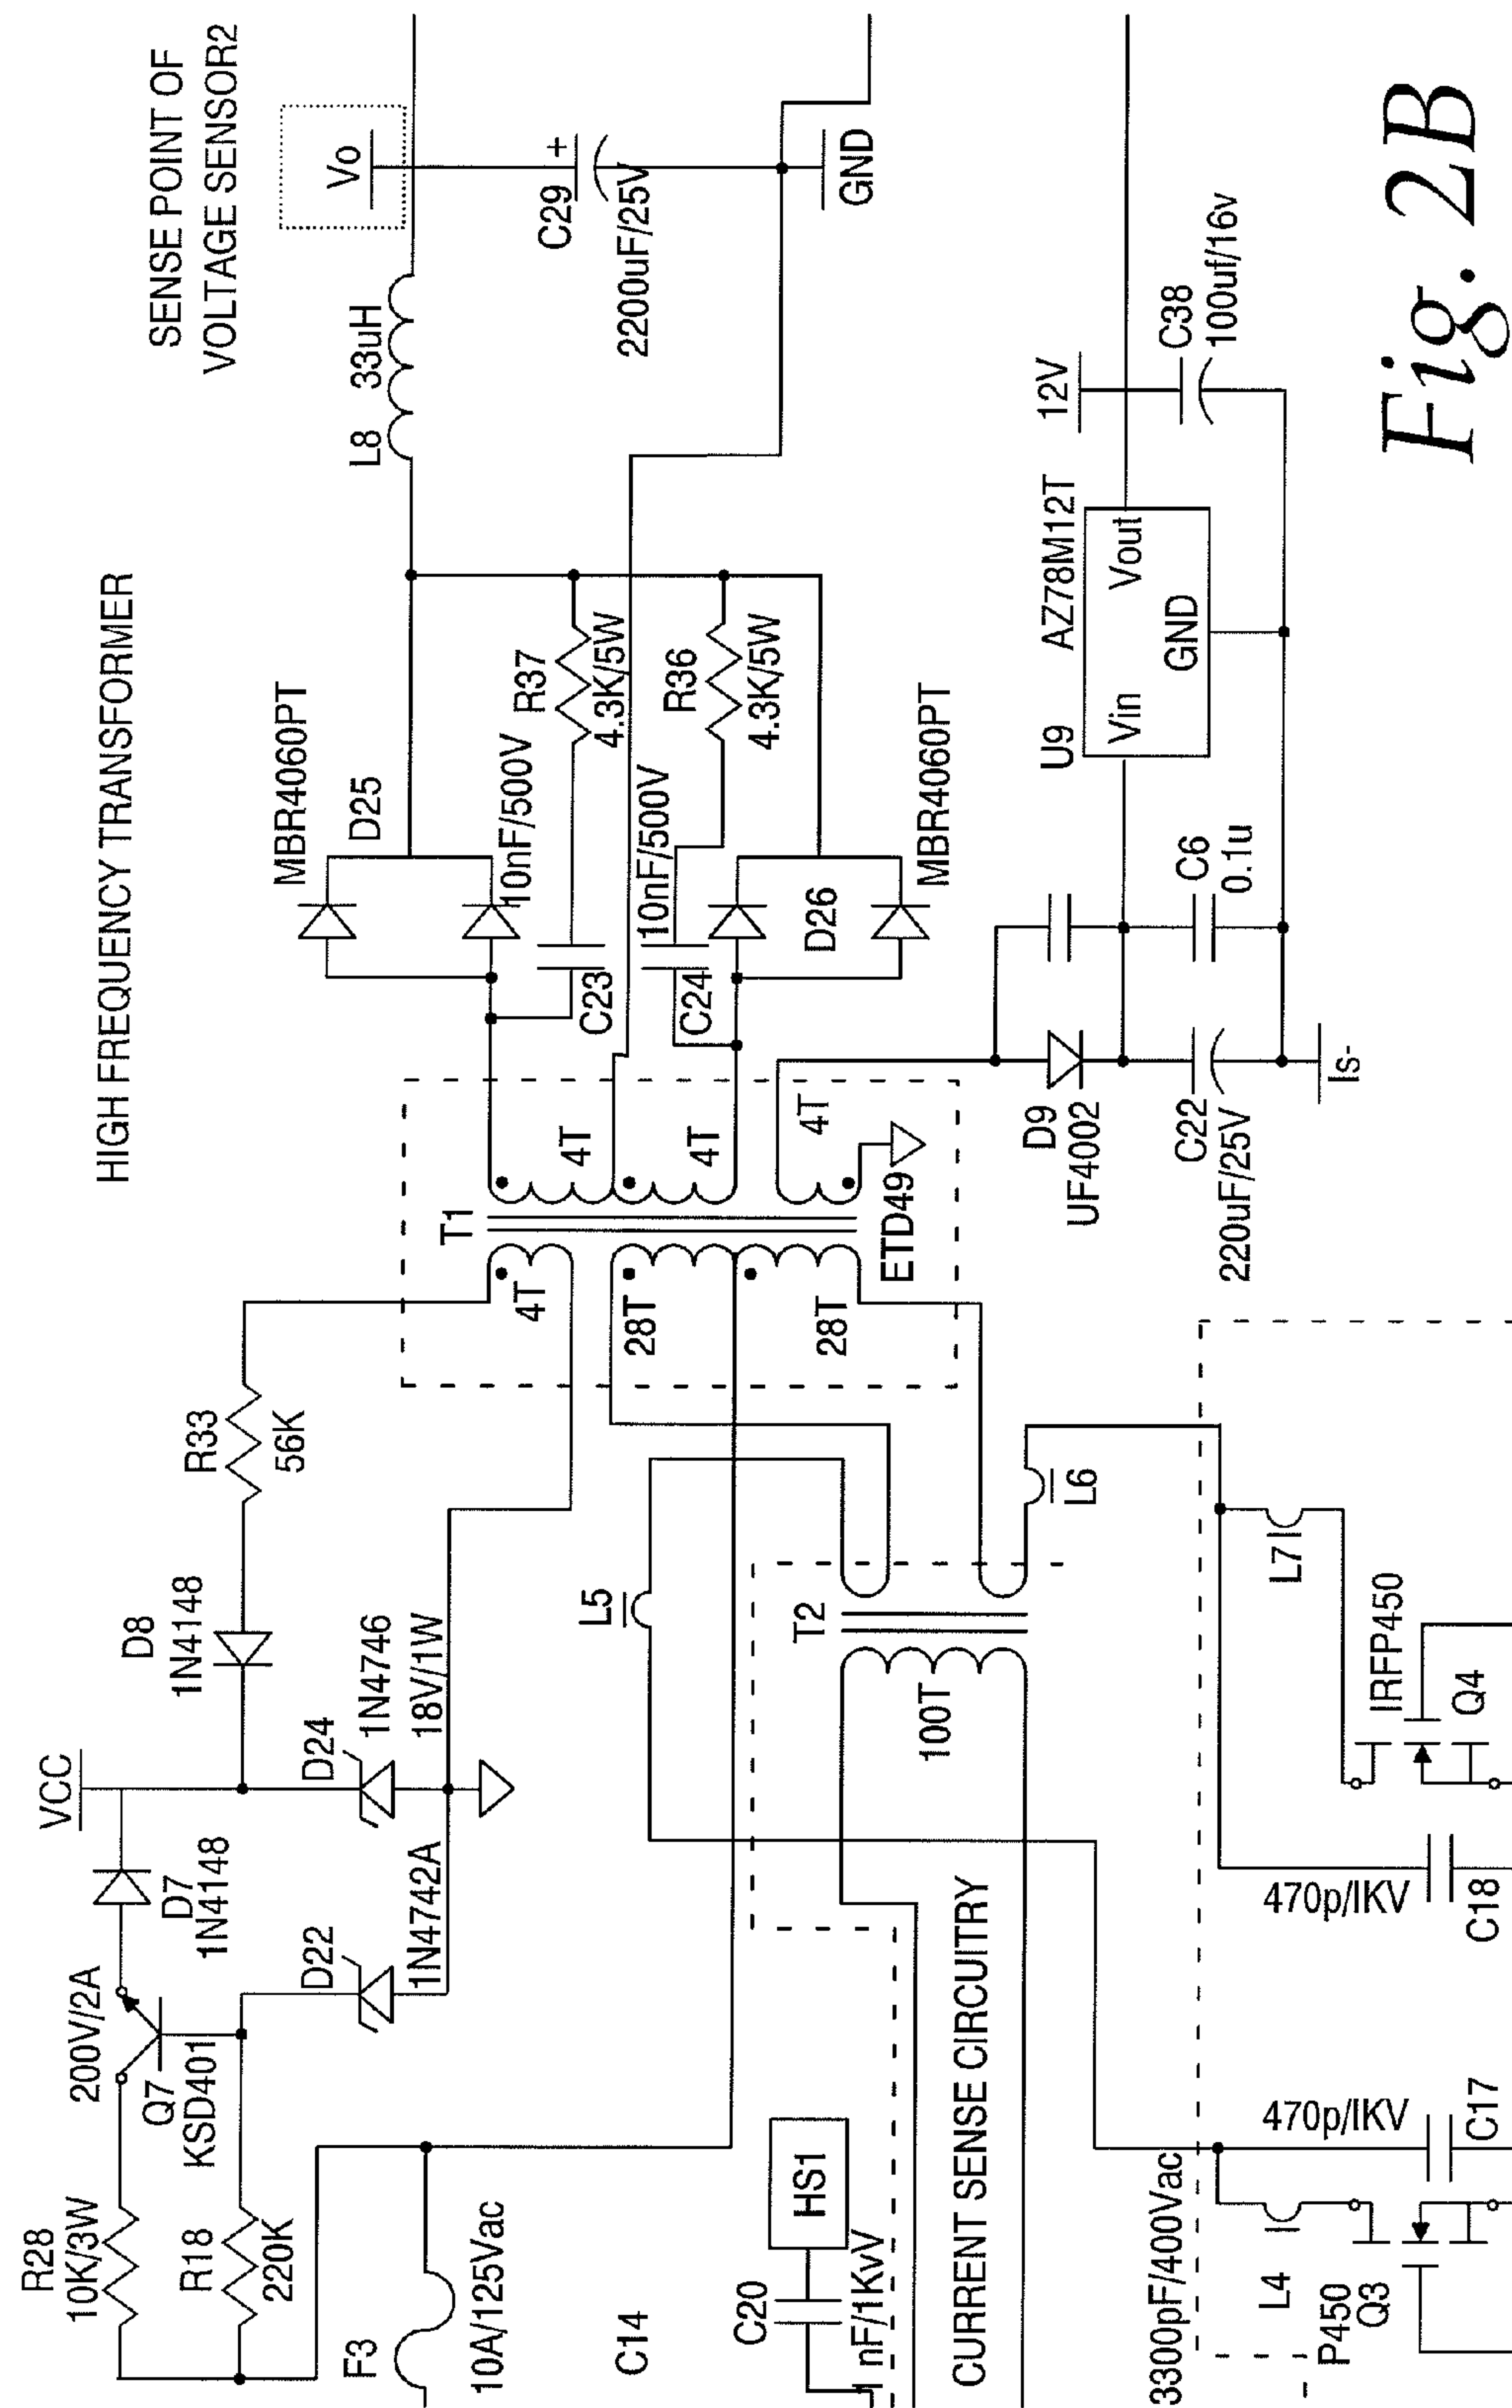 SENSE POINT OF
VOLTAGE SENSOR2
Vo
L8 33uH
C29
+
2200uF/25V
GND
HIGH FREQUENCY TRANSFORMER
MBR4060PT
D25
10nF/500V
R37
4.3K/5W
C23
10nF/500V
R36
4.3K/5W
C24
D26
MBR4060PT
T1
4T
4T
4T
4T
28T
28T
ETD49
D9
UF4002
C22
220uF/25V
Is-
C6
0.1u
U9
AZ78M12T
Vin
Vout
GND
12V
C38
100uf/16v
R33
56K
D8
1N4148
VCC
D24
1N4746
18V/1W
D7
1N4148
D22
1N4742A
200V/2A
Q7
KSD401
R28
10K/3W
R18
220K
F3
10A/125Vac
C14
L5
T2
100T
L6
L7
IRFP450
Q4
470p/IKV
C18
CURRENT SENSE CIRCUITRY
HS1
C20
1nF/1KvV
470p/IKV
C17
3300pF/400Vac
L4
P450
Q3
Fig. 2B